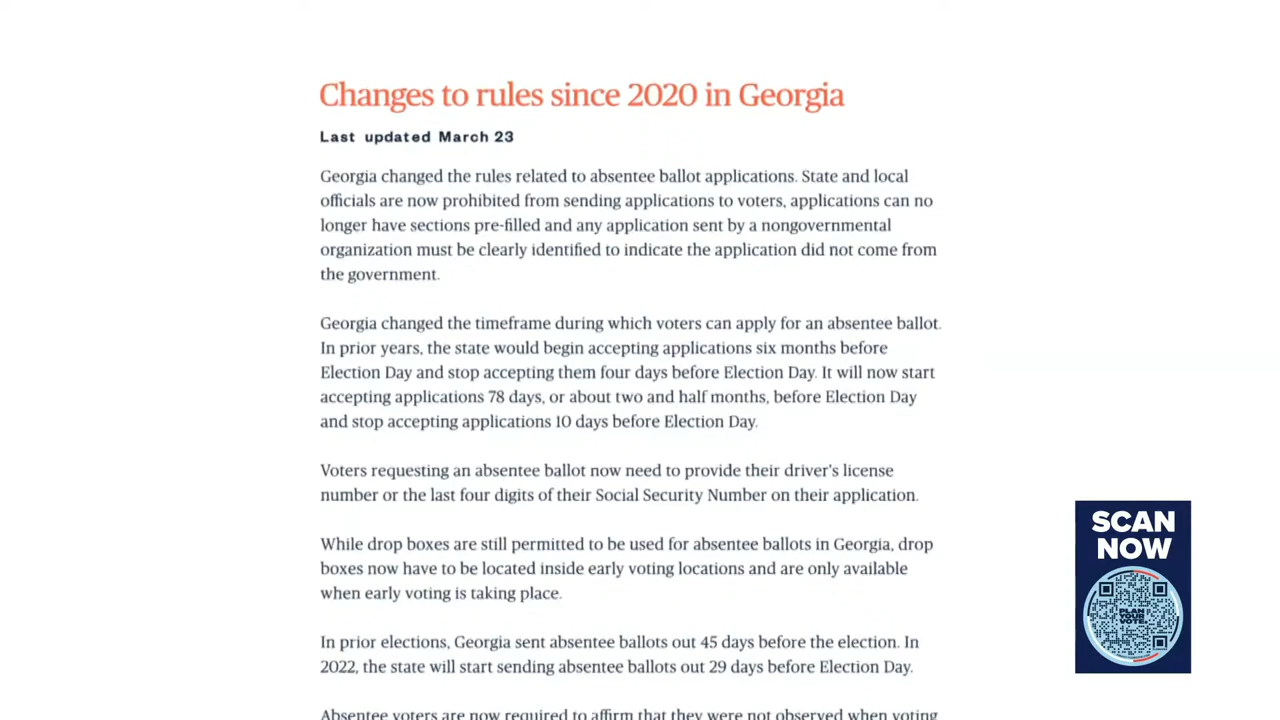 Changes to rules since 2020 in Georgia
Last updated March 23
Georgia changed the rules related to absentee ballot applications. State and local
officials are now prohibited from sending applications to voters, applications can no
longer have sections pre-filled and any application sent by a nongovernmental
organization must be clearly identified to indicate the application did not come from
the government.
Georgia changed the timeframe during which voters can apply for an absentee ballot.
In prior years, the state would begin accepting applications six months before
Election Day and stop accepting them four days before Election Day. It will now start
accepting applications 78 days, or about two and half months, before Election Day
and stop accepting applications 10 days before Election Day.
Voters requesting an absentee ballot now need to provide their driver's license
number or the last four digits of their Social Security Number on their application.
While drop boxes are still permitted to be used for absentee ballots in Georgia, drop
boxes now have to be located inside early voting locations and are only available
when early voting is taking place.
In prior elections, Georgia sent absentee ballots out 45 days before the election. In
2022, the state will start sending absentee ballots out 29 days before Election Day.
Absentee voters are now required to affirm that they were not observed when voting
SCAN
NOW
PLAN
YOUR
VOTE.